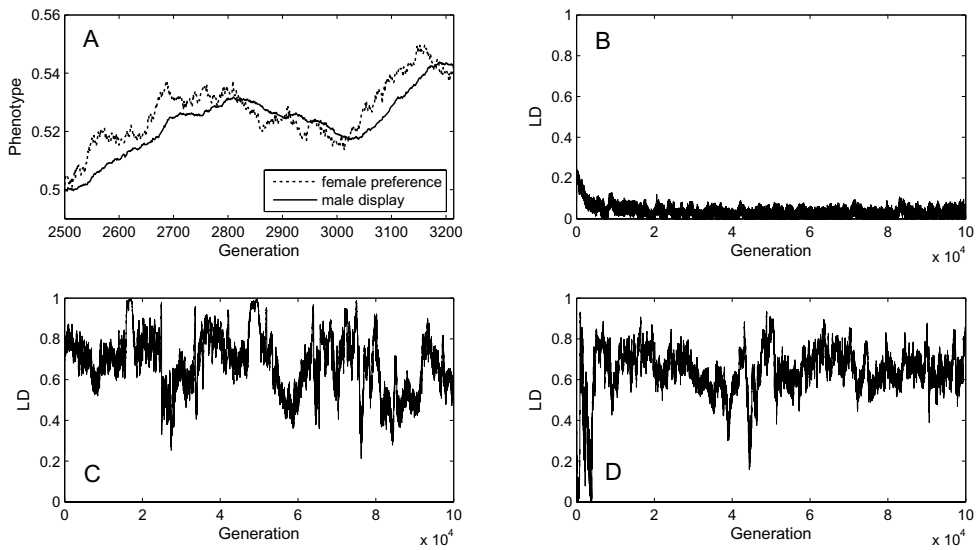 A
Phenotype
0.56
0.54
0.52
0.5
2500 2600 2700 2800 2900 3000 3100 3200
Generation
female preference
male display
B
LD
1
0.8
0.6
0.4
0.2
0
0 2 4 6 8 10
Generation
x 10^4
C
LD
1
0.8
0.6
0.4
0.2
0
0 2 4 6 8 10
Generation
x 10^4
D
LD
1
0.8
0.6
0.4
0.2
0
0 2 4 6 8 10
Generation
x 10^4